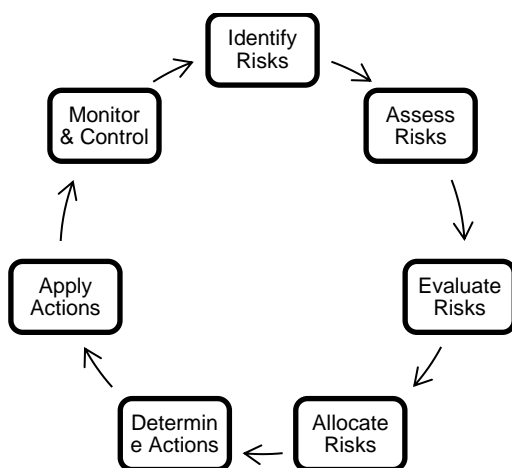 Identify
Risks
Assess
Risks
Evaluate
Risks
Allocate
Risks
Determin
e Actions
Apply
Actions
Monitor
& Control